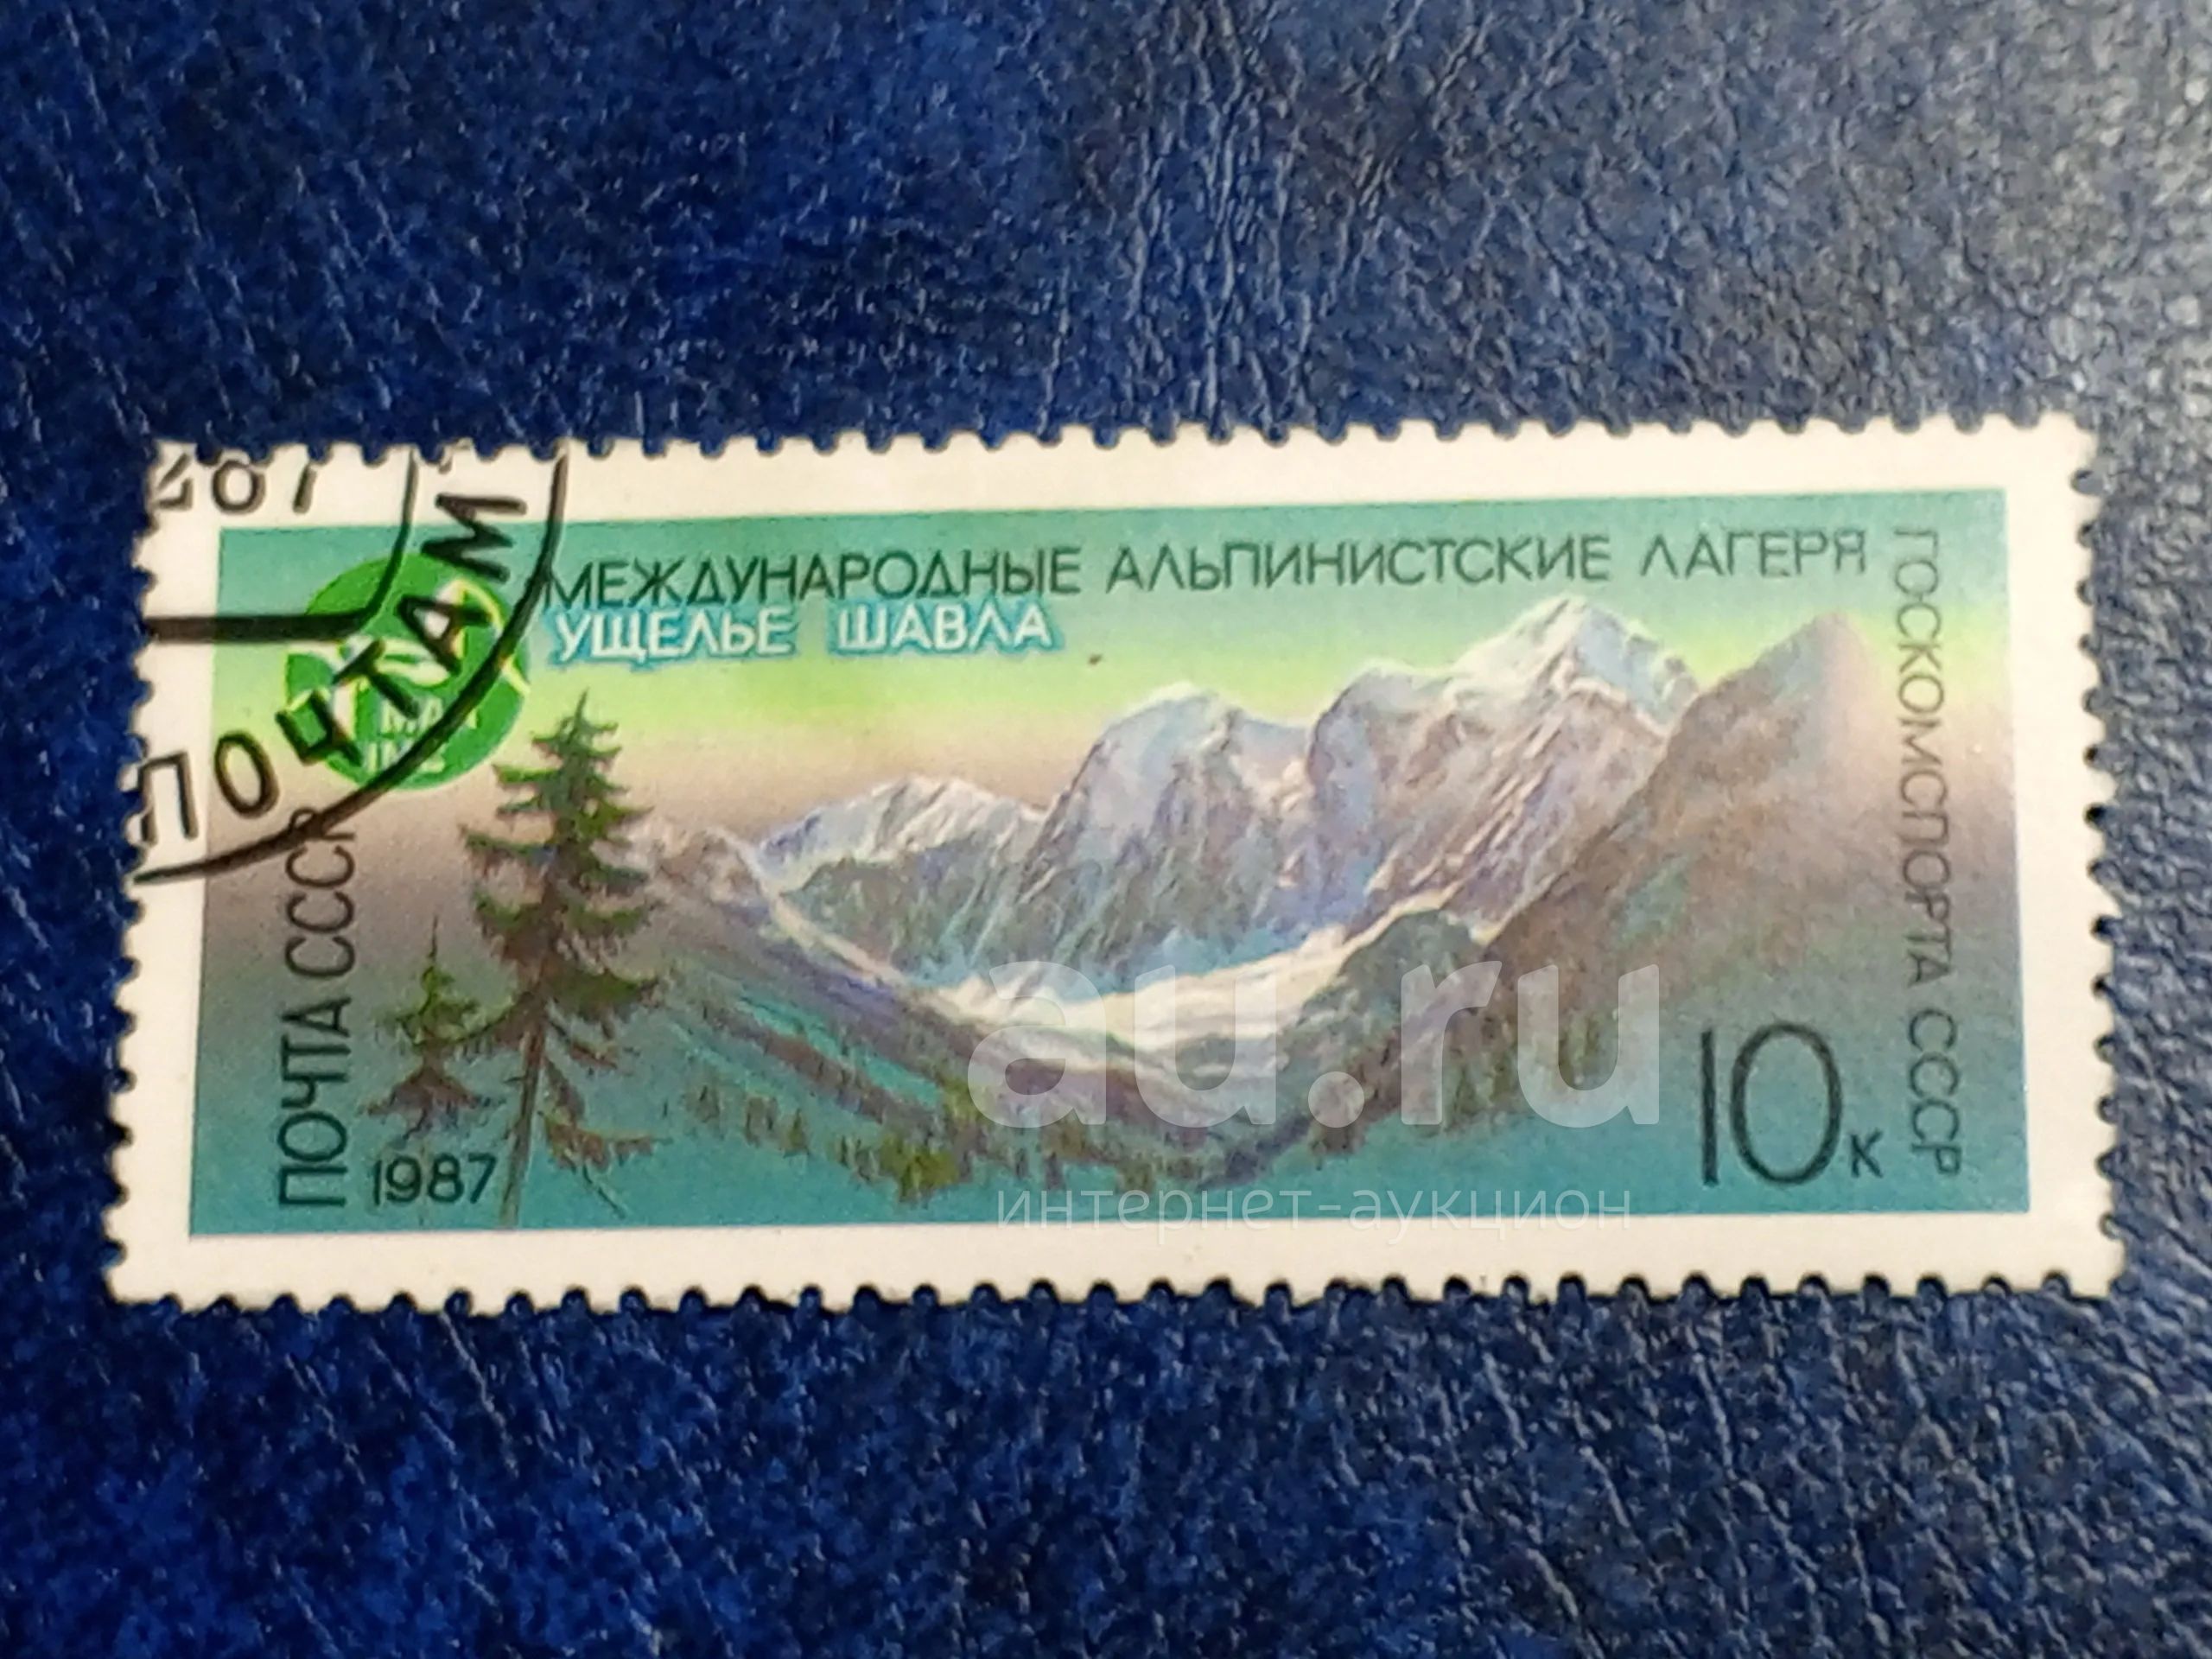 ПОЧТАМ
МЕЖДУНАРОДНЫЕ АЛЬПИНИСТСКИЕ ЛАГЕРЯ
УЩЕЛЬЕ ШАВЛА
ГОСКОМСПОРТА СССР
ПОЧТА СССР
1987
10к
au.ru
интернет-аукцион